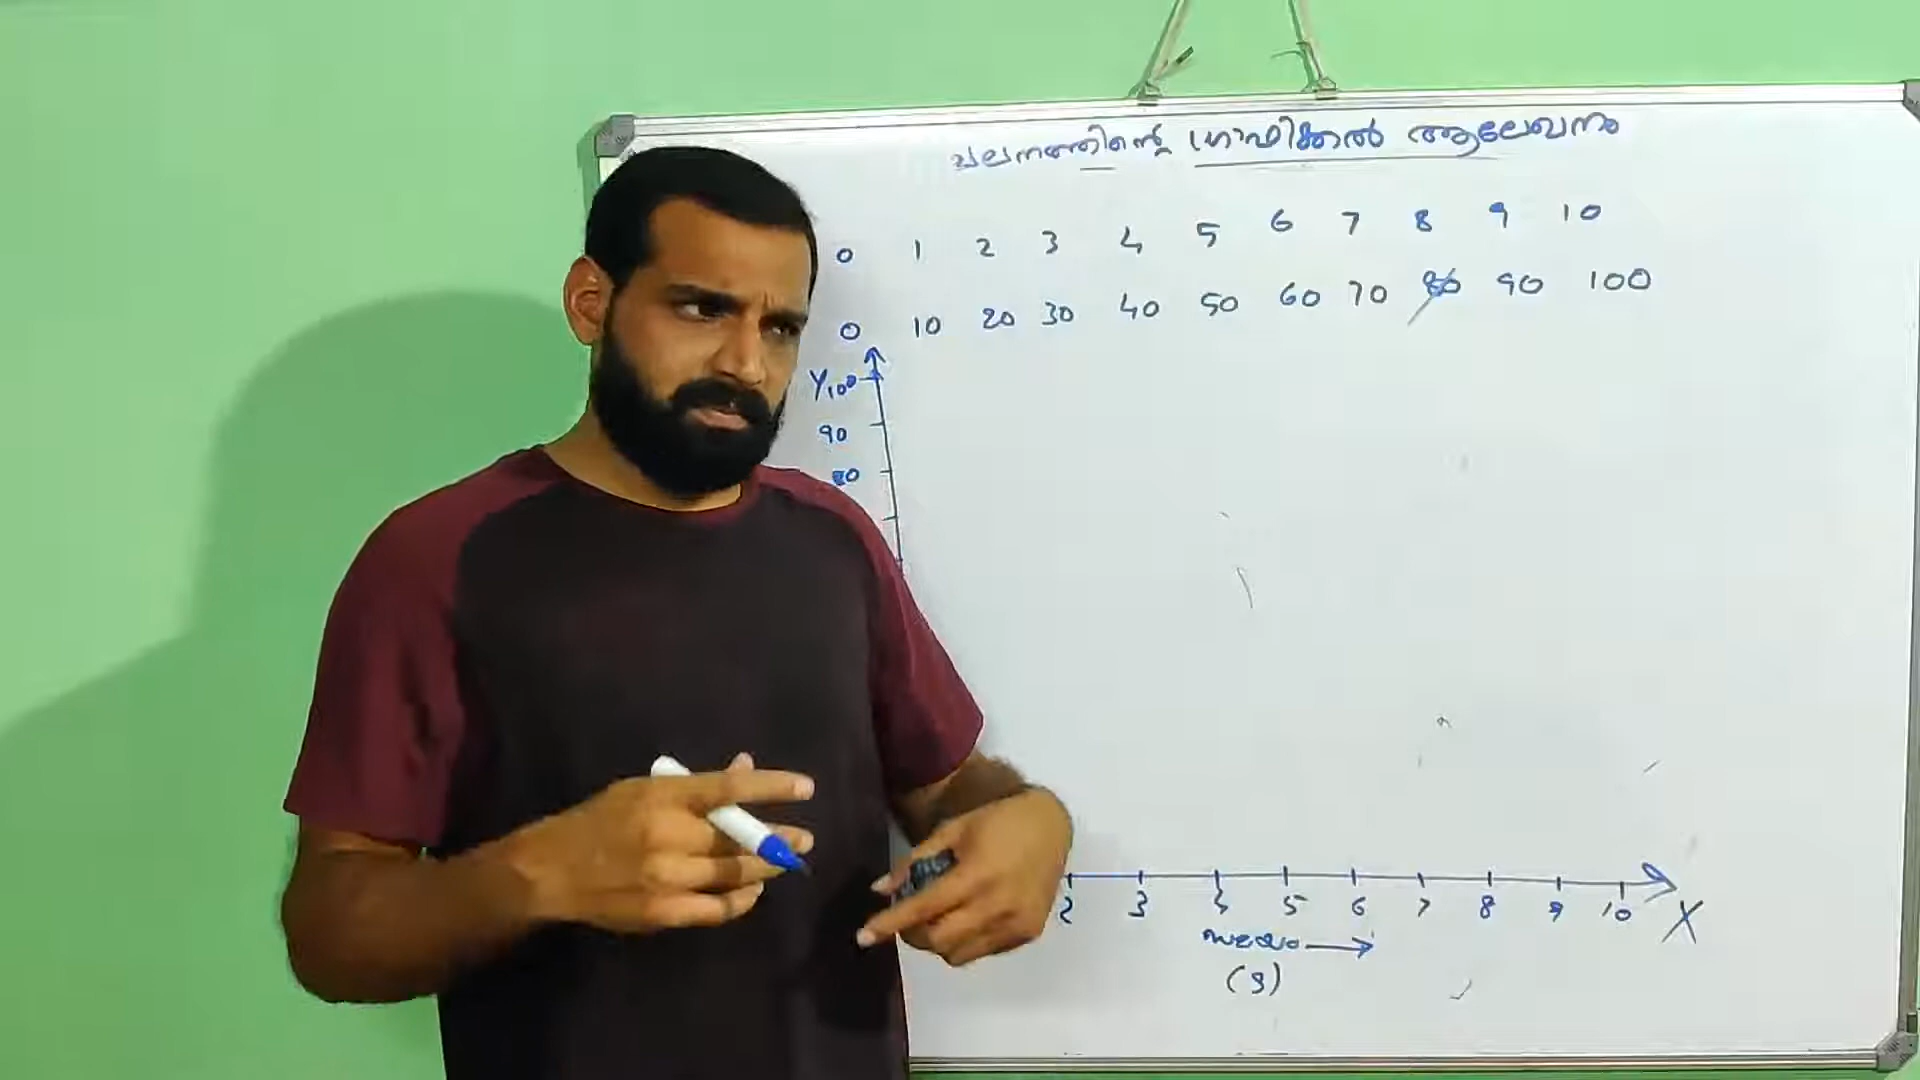 ചലനത്തിന്റെ ഗ്രാഫിക്കൽ ആലേഖനം
0 1 2 3 4 5 6 7 8 9 10
0 10 20 30 40 50 60 70 80 90 100
Y 100
90
80
2 3 4 5 6 7 8 9 10 X
സമയം →
(s)